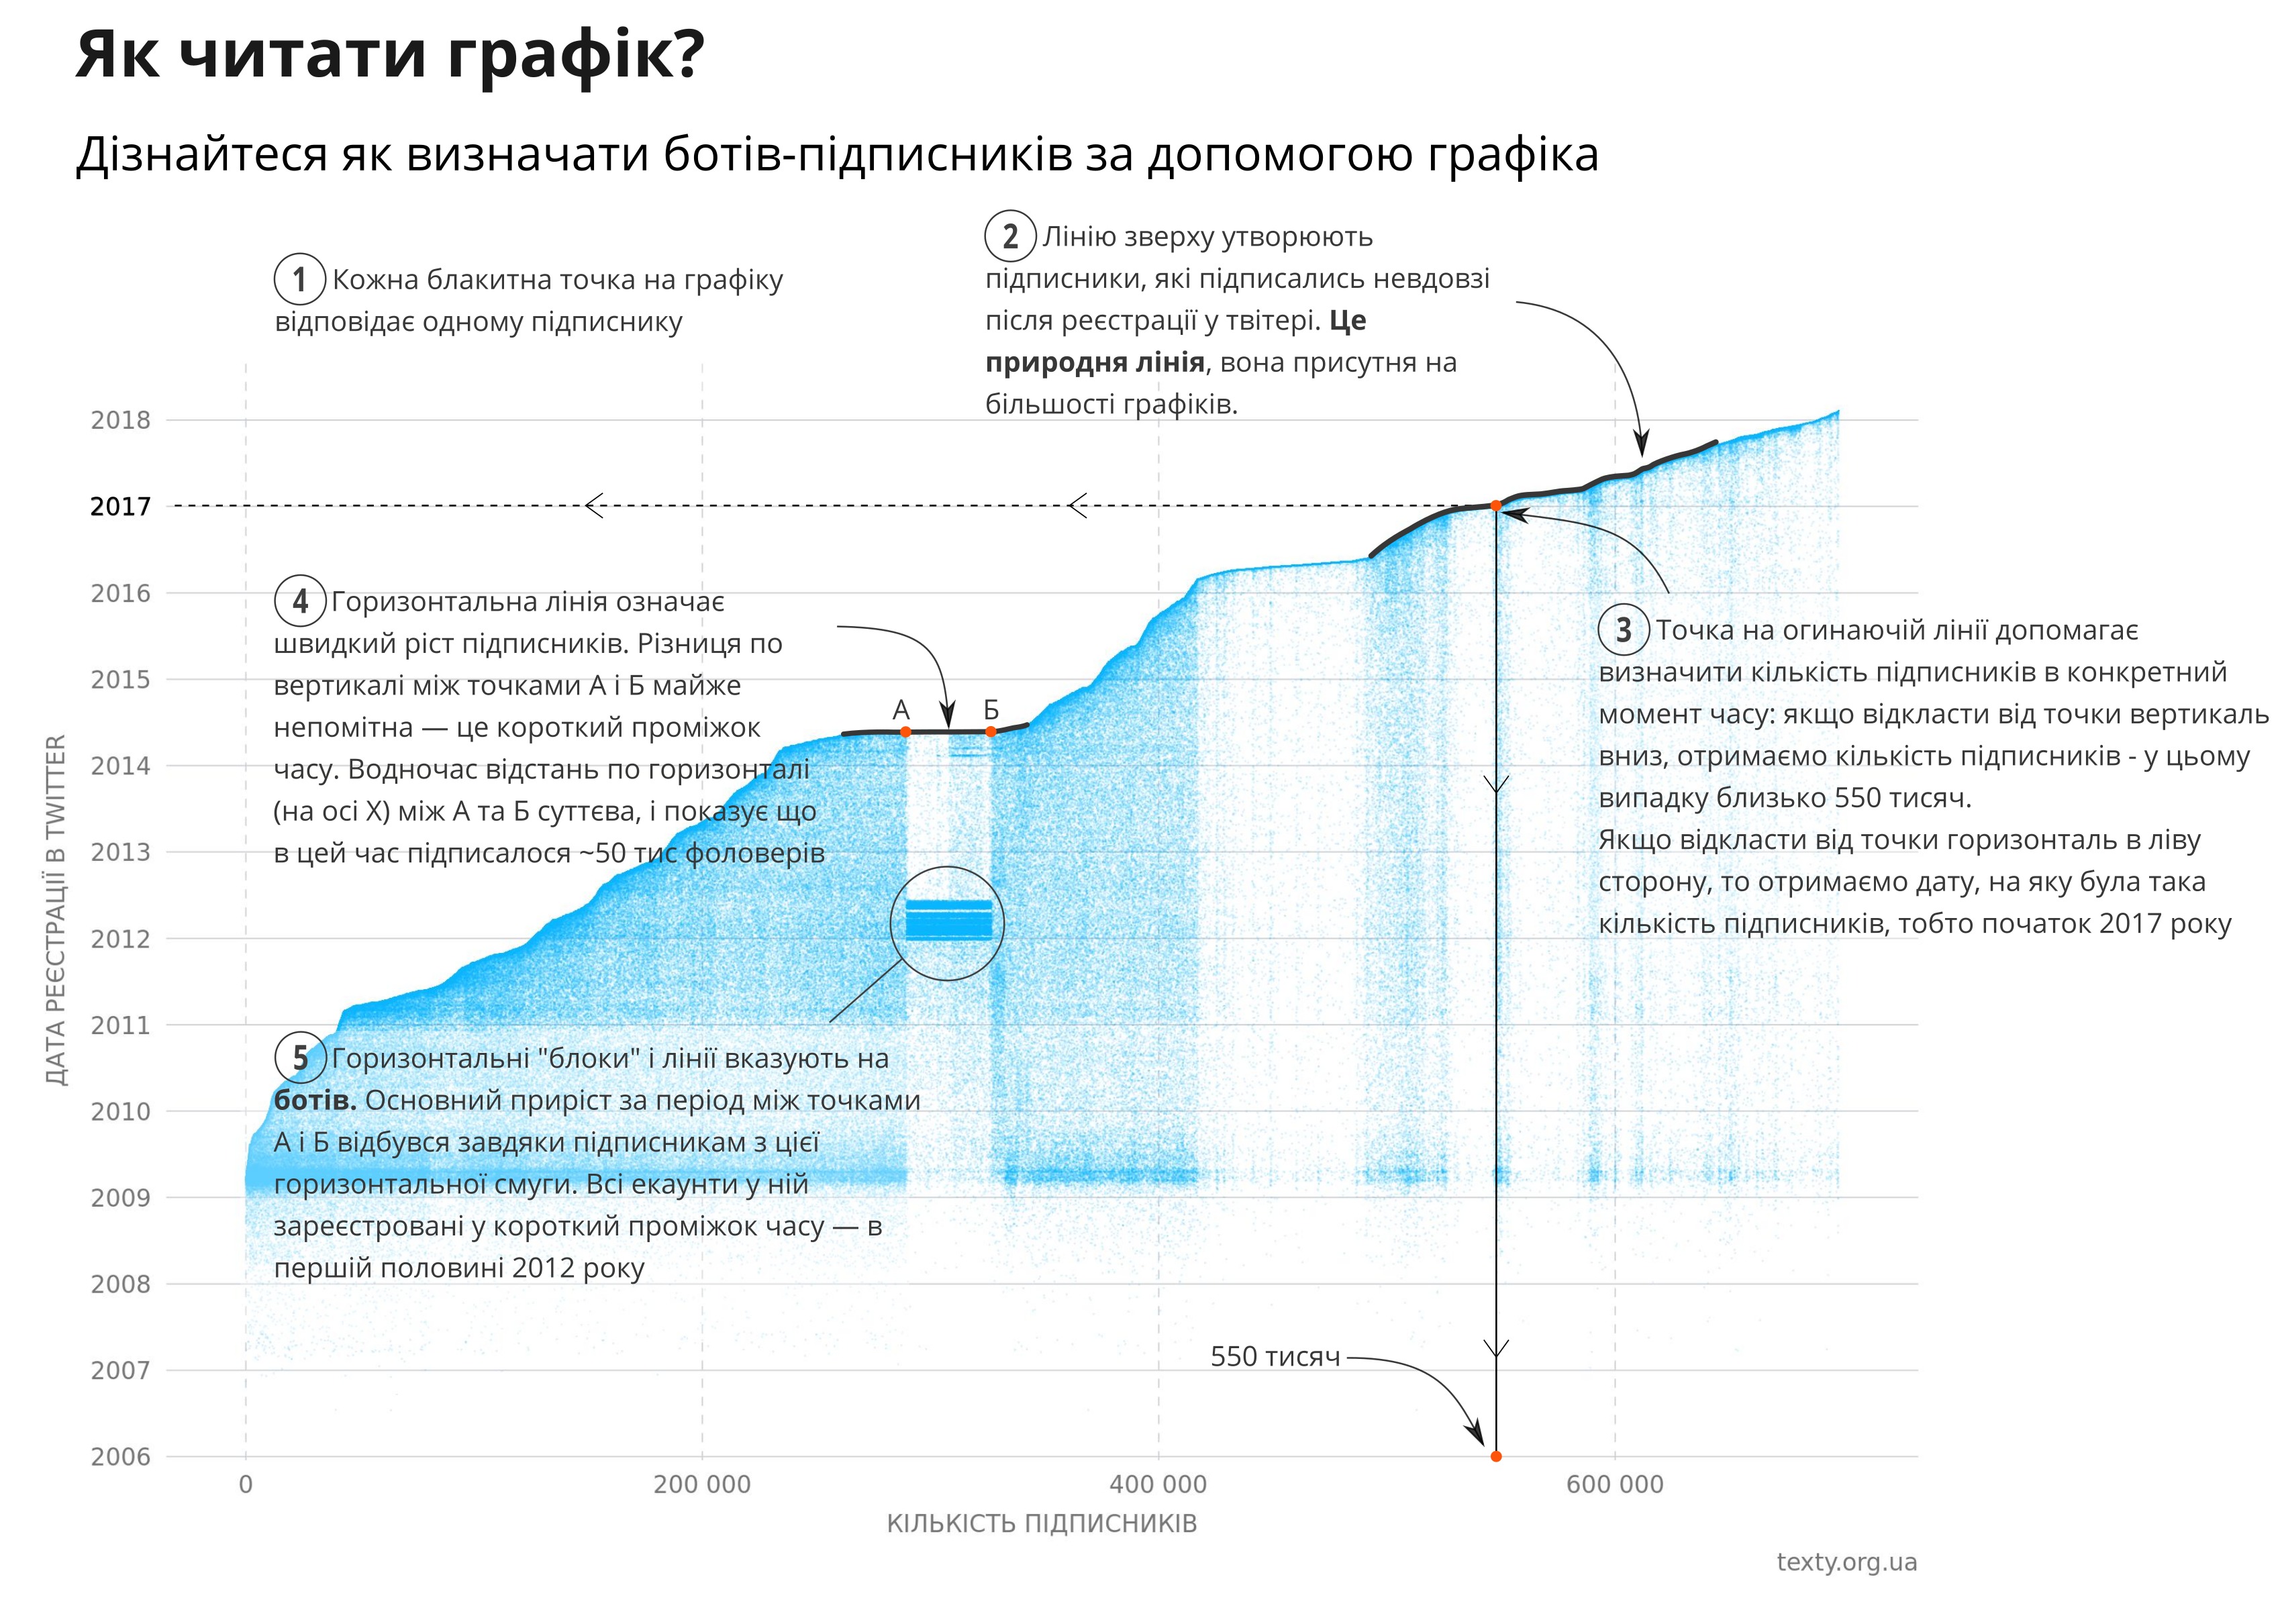 Як читати графік?
Дізнайтеся як визначати ботів-підписників за допомогою графіка
1 Кожна блакитна точка на графіку
відповідає одному підписнику
2 Лінію зверху утворюють
підписники, які підписались невдовзі
після реєстрації у твітері. Це
природня лінія, вона присутня на
більшості графіків.
3 Точка на огинаючій лінії допомагає
визначити кількість підписників в конкретний
момент часу: якщо відкласти від точки вертикаль
вниз, отримаємо кількість підписників - у цьому
випадку близько 550 тисяч.
Якщо відкласти від точки горизонталь в ліву
сторону, то отримаємо дату, на яку була така
кількість підписників, тобто початок 2017 року
4 Горизонтальна лінія означає
швидкий ріст підписників. Різниця по
вертикалі між точками А і Б майже
непомітна — це короткий проміжок
часу. Водночас відстань по горизонталі
(на осі X) між А та Б суттєва, і показує що
в цей час підписалося ~50 тис фоловерів
А
Б
5 Горизонтальні "блоки" і лінії вказують на
ботів. Основний приріст за період між точками
А і Б відбувся завдяки підписникам з цієї
горизонтальної смуги. Всі екаунти у ній
зареєстровані у короткий проміжок часу — в
першій половині 2012 року
550 тисяч
ДАТА РЕЄСТРАЦІЇ В TWITTER
2018
2017
2016
2015
2014
2013
2012
2011
2010
2009
2008
2007
2006
0
200 000
400 000
600 000
КІЛЬКІСТЬ ПІДПИСНИКІВ
texty.org.ua